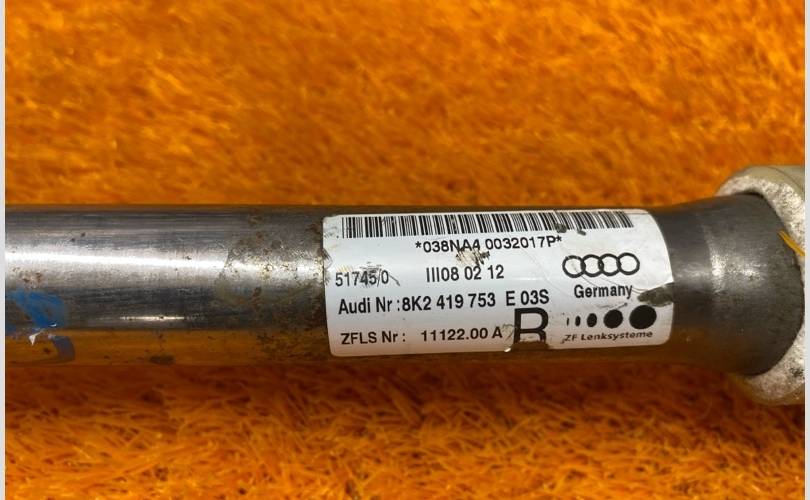 *038NA4 0032017P*
51745/0 III08 02 12
Audi Nr :8K2 419 753 E 03S
Germany
ZFLS Nr : 11122.00 A R
ZF Lenksysteme